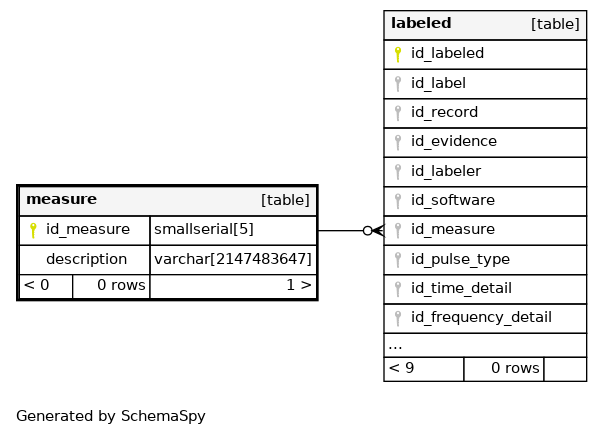 labeled [table]
id_labeled
id_label
id_record
id_evidence
id_labeler
id_software
id_measure
id_pulse_type
id_time_detail
id_frequency_detail
...
< 9 0 rows
measure [table]
id_measure smallserial[5]
description varchar[2147483647]
< 0 0 rows 1 >
Generated by SchemaSpy